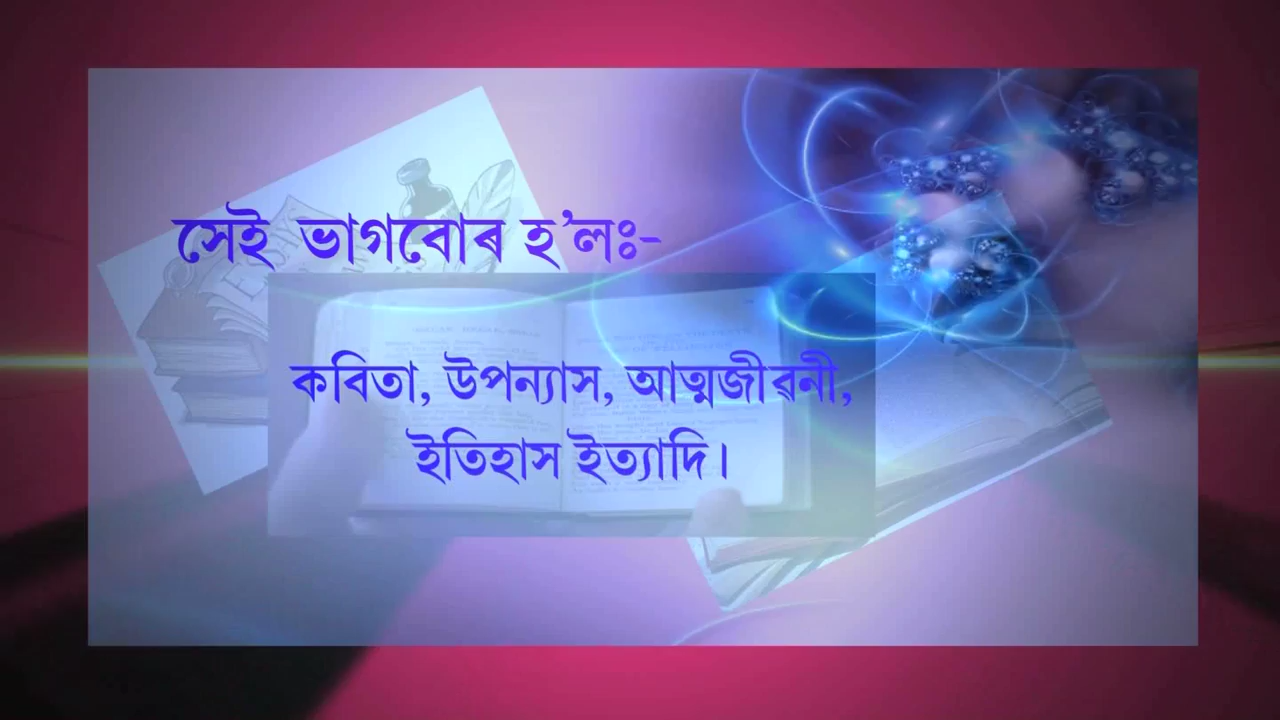 সেই ভাগবোৰ হ’লঃ-
কবিতা, উপন্যাস, আত্মজীৱনী,
ইতিহাস ইত্যাদি।